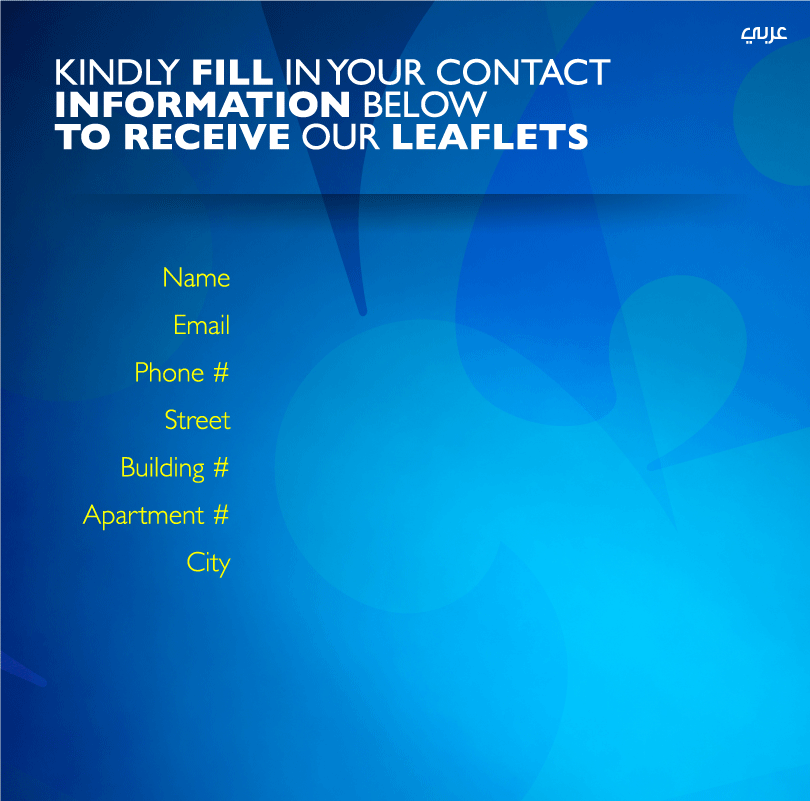 عربي
KINDLY FILL IN YOUR CONTACT
INFORMATION BELOW
TO RECEIVE OUR LEAFLETS
Name
Email
Phone #
Street
Building #
Apartment #
City